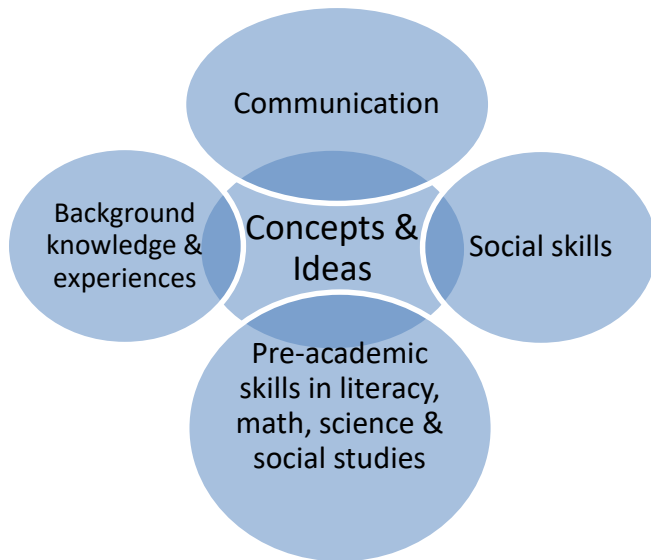 Communication
Background
knowledge &
experiences
Concepts &
Ideas
Social skills
Pre-academic
skills in literacy,
math, science &
social studies